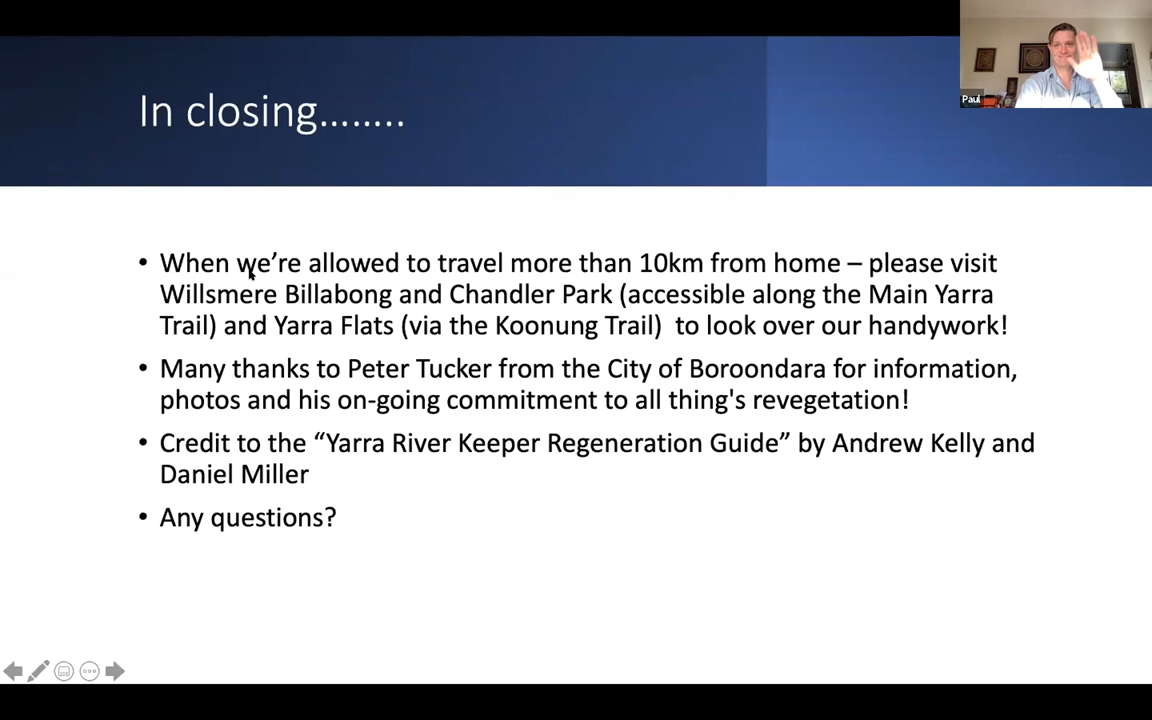 In closing……..
Paul
• When we’re allowed to travel more than 10km from home – please visit
Willsmere Billabong and Chandler Park (accessible along the Main Yarra
Trail) and Yarra Flats (via the Koonung Trail)  to look over our handywork!
• Many thanks to Peter Tucker from the City of Boroondara for information,
photos and his on-going commitment to all thing's revegetation!
• Credit to the “Yarra River Keeper Regeneration Guide” by Andrew Kelly and
Daniel Miller
• Any questions?